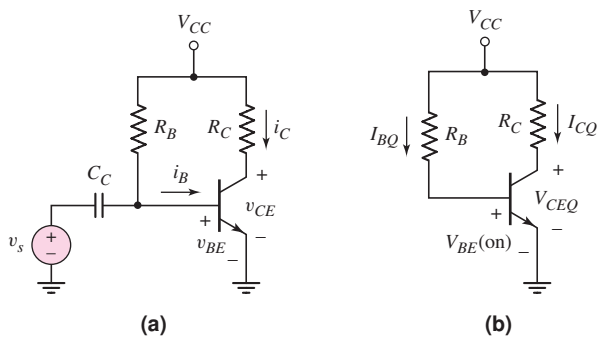 V_CC
R_B
R_C
i_C
C_C
i_B
+
v_CE
+
v_s
+
−
v_BE
−
−
(a)
V_CC
I_BQ
R_B
R_C
I_CQ
+
V_CEQ
+
V_BE(on)
−
−
(b)